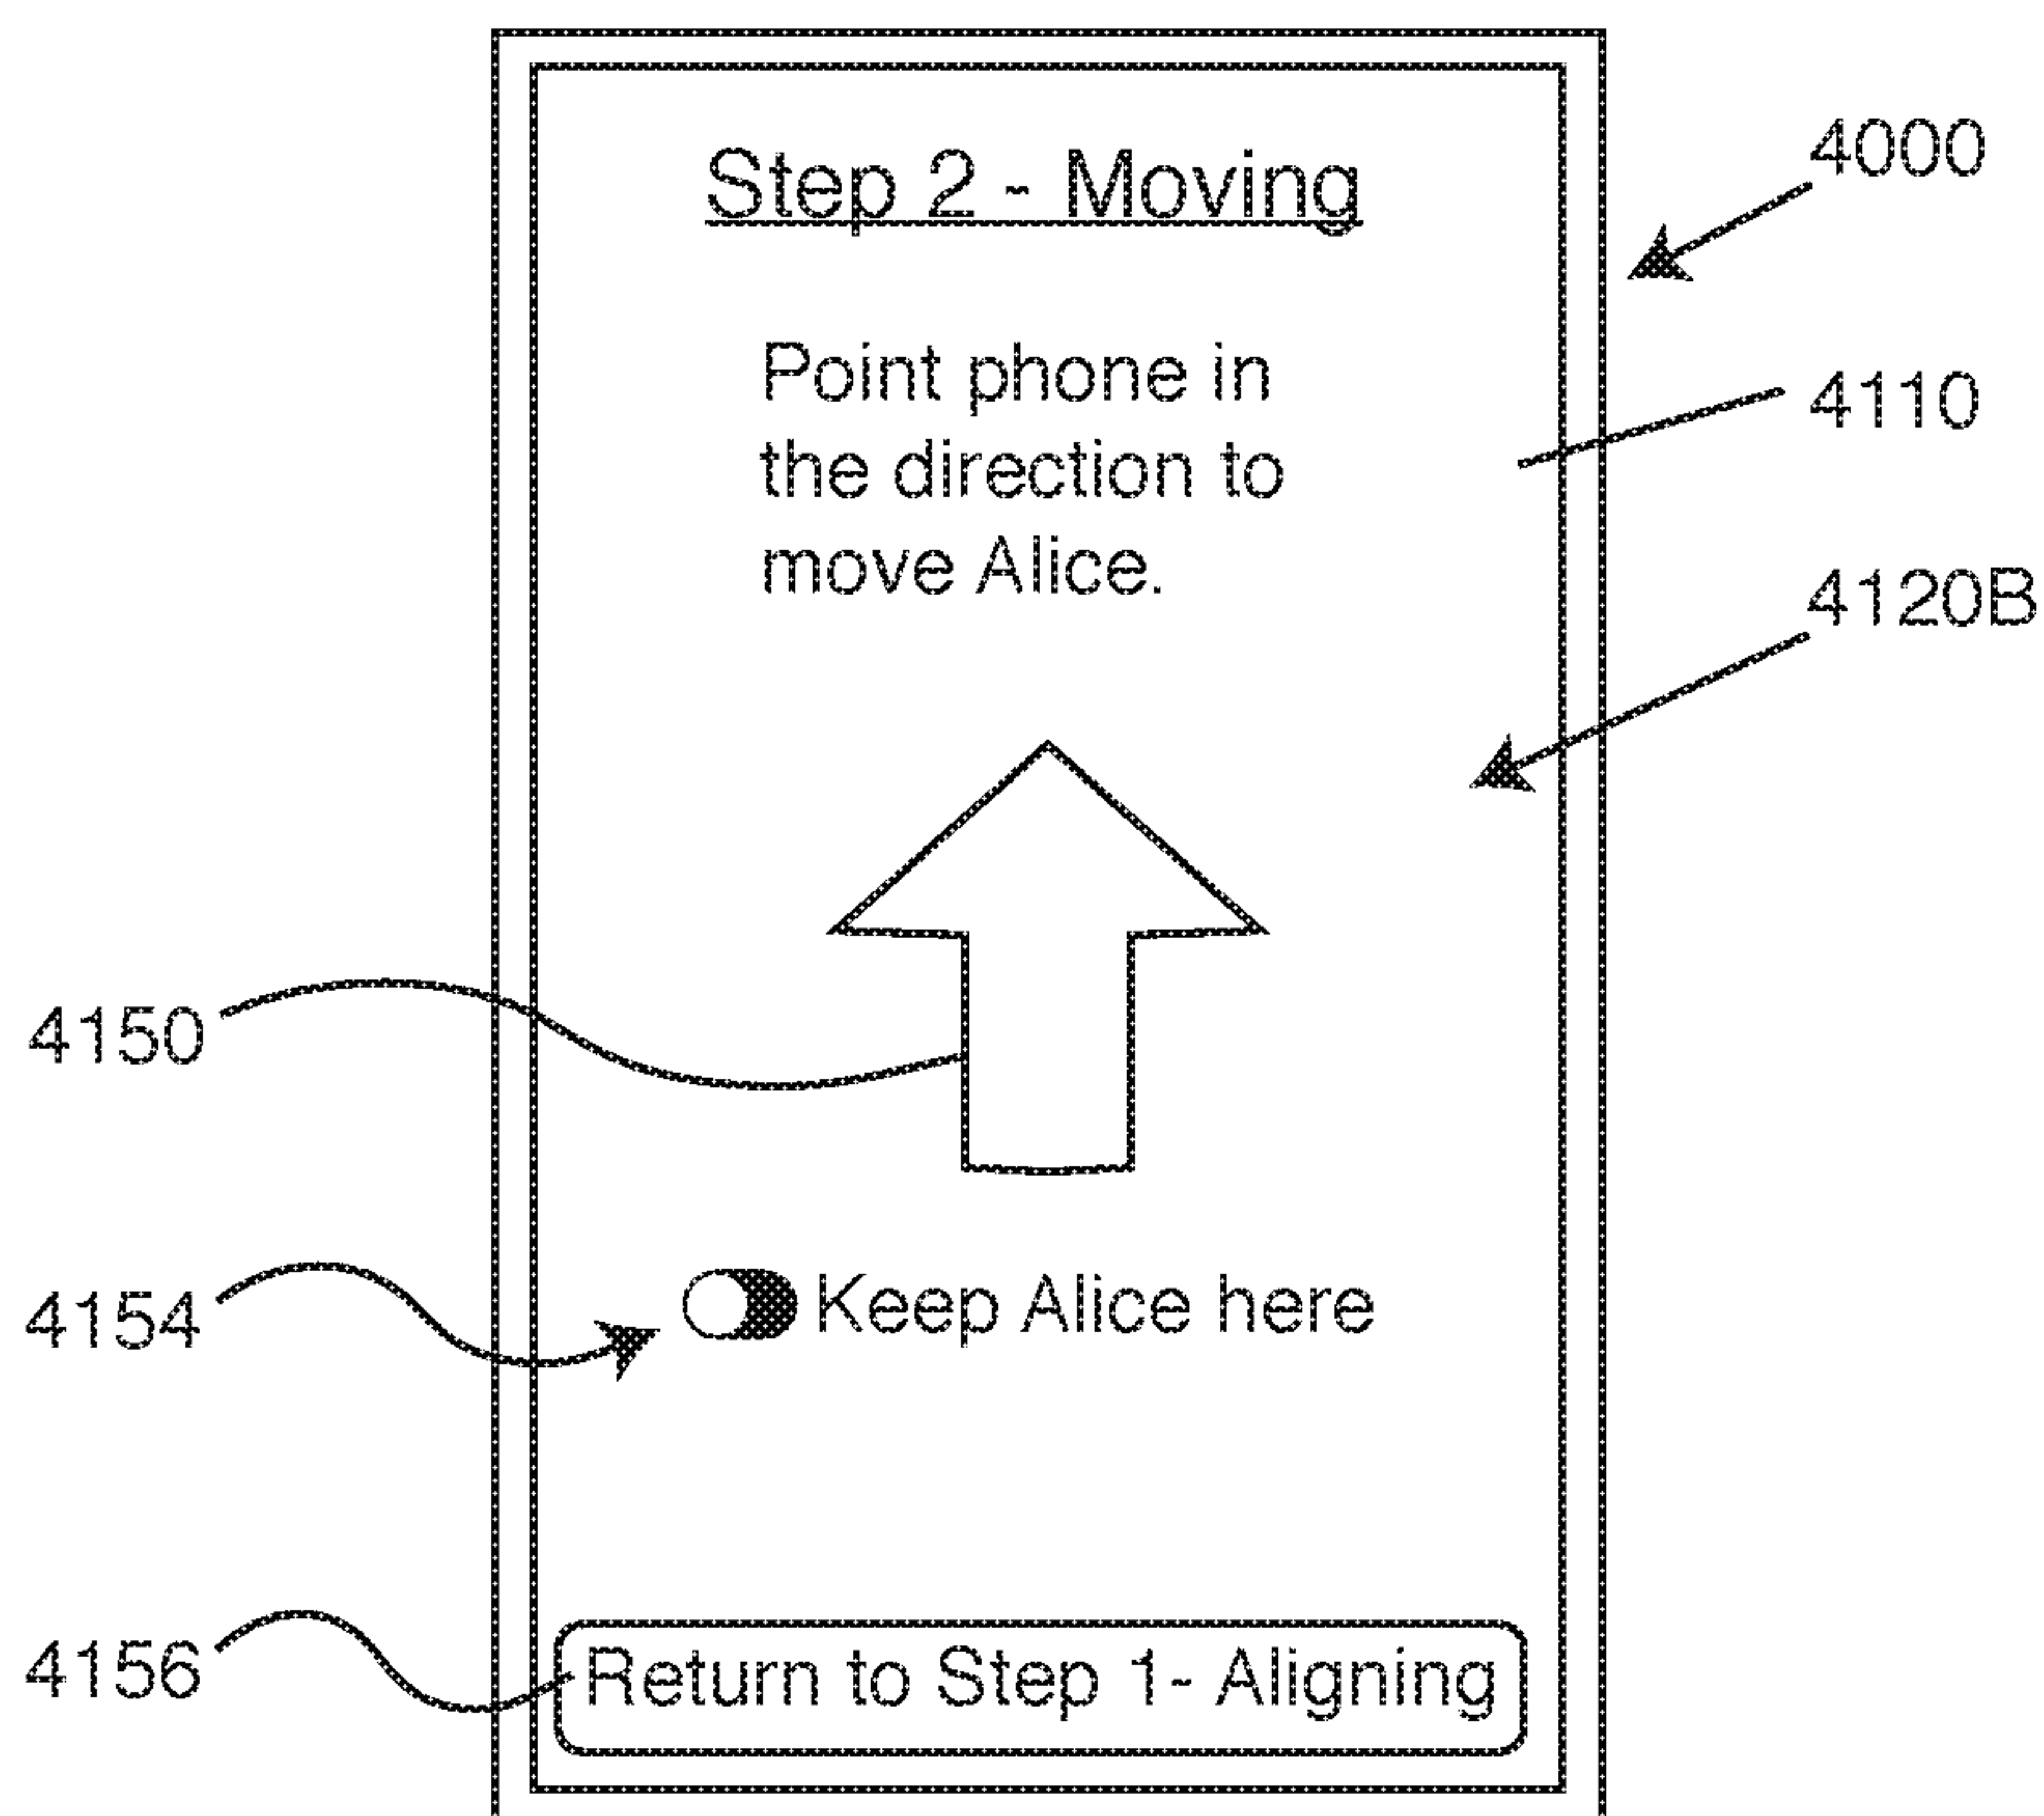 Step 2 - Moving
4000
Point phone in
the direction to
move Alice.
4110
4120B
4150
4154
Keep Alice here
4156
Return to Step 1- Aligning